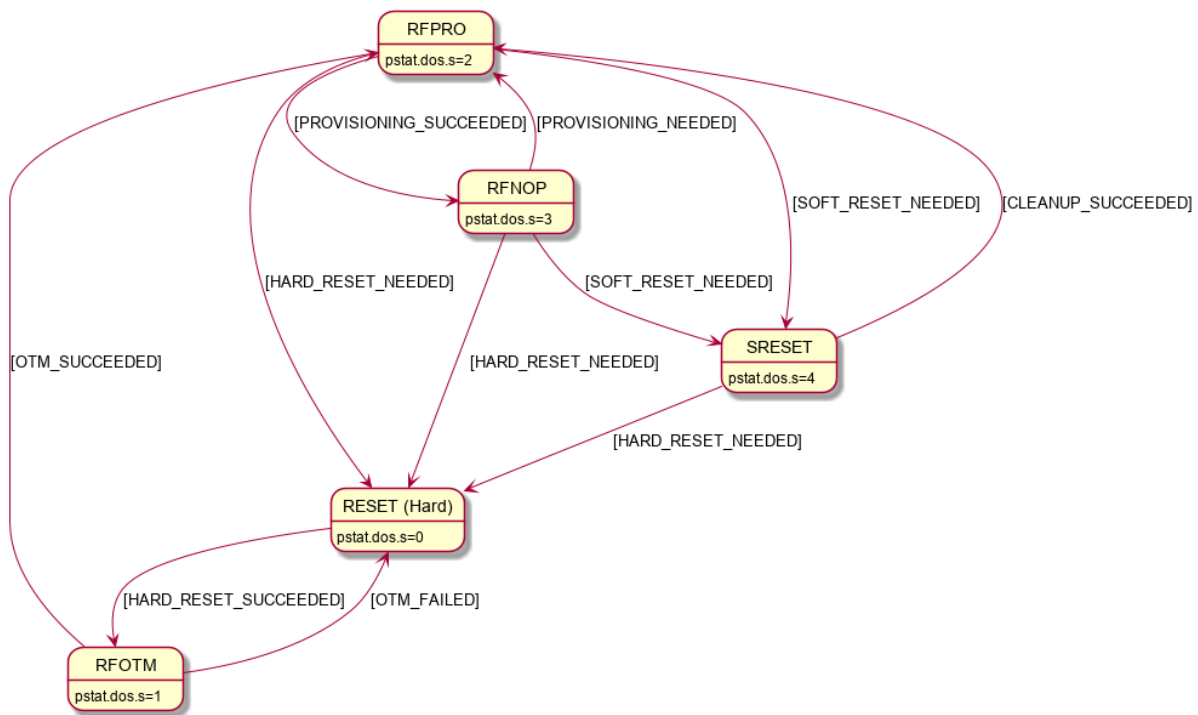 RFPRO
pstat.dos.s=2
[PROVISIONING_SUCCEEDED]
[PROVISIONING_NEEDED]
RFNOP
pstat.dos.s=3
[SOFT_RESET_NEEDED]
[CLEANUP_SUCCEEDED]
[HARD_RESET_NEEDED]
[SOFT_RESET_NEEDED]
SRESET
pstat.dos.s=4
[OTM_SUCCEEDED]
[HARD_RESET_NEEDED]
[HARD_RESET_NEEDED]
RESET (Hard)
pstat.dos.s=0
[HARD_RESET_SUCCEEDED]
[OTM_FAILED]
RFOTM
pstat.dos.s=1